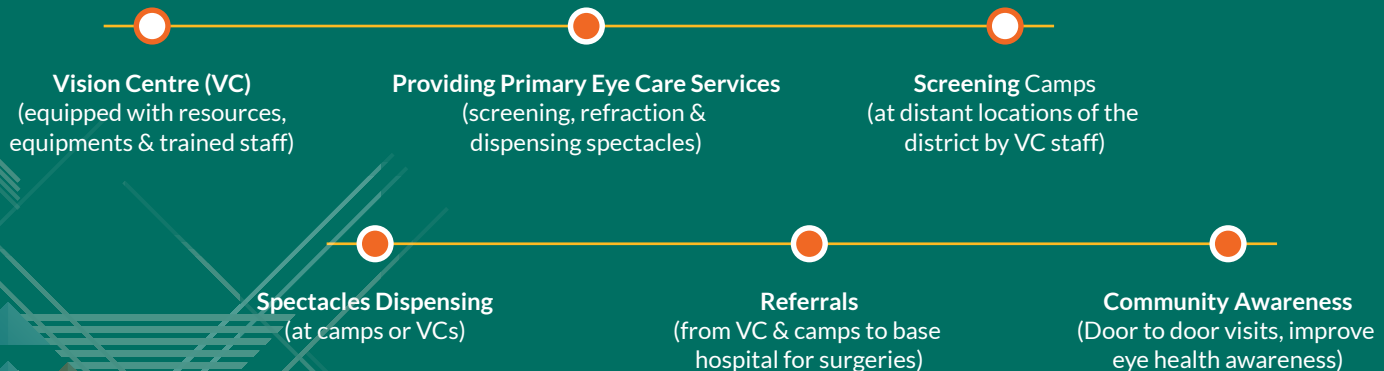 Vision Centre (VC)
(equipped with resources,
equipments & trained staff)
Providing Primary Eye Care Services
(screening, refraction &
dispensing spectacles)
Screening Camps
(at distant locations of the
district by VC staff)
Spectacles Dispensing
(at camps or VCs)
Referrals
(from VC & camps to base
hospital for surgeries)
Community Awareness
(Door to door visits, improve
eye health awareness)